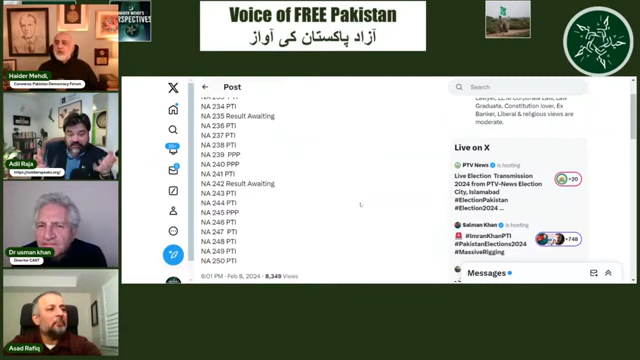 Voice of FREE Pakistan
آزاد پاکستان کی آواز
PERSPECTIVES
Haider Mehdi,
Convenor, Pakistan Democracy Forum
Adil Raja
https://soldierspeaks.org/
Dr usman khan
Director CAST
Asad Rafiq
Post
NA 234 PTI
NA 235 Result Awaiting
NA 236 PTI
NA 237 PTI
NA 238 PTI
NA 239 PPP
NA 240 PPP
NA 241 PTI
NA 242 Result Awaiting
NA 243 PTI
NA 244 PTI
NA 245 PPP
NA 246 PTI
NA 247 PTI
NA 248 PTI
NA 249 PTI
NA 250 PTI
6:01 PM · Feb 8, 2024 · 8,349 Views
Search
Graduate, Constitution lover, Ex
Banker, Liberal & religious views are
moderate.
Live on X
PTV News is hosting
Live Election Transmission
2024 from PTV-News Election
City, Islamabad
#ElectionPakistan
#Election2024 ...
+20
Salman Khan is hosting
#ImranKhanPTI
#PakistanElections2024
#MassiveRigging
+748
Messages